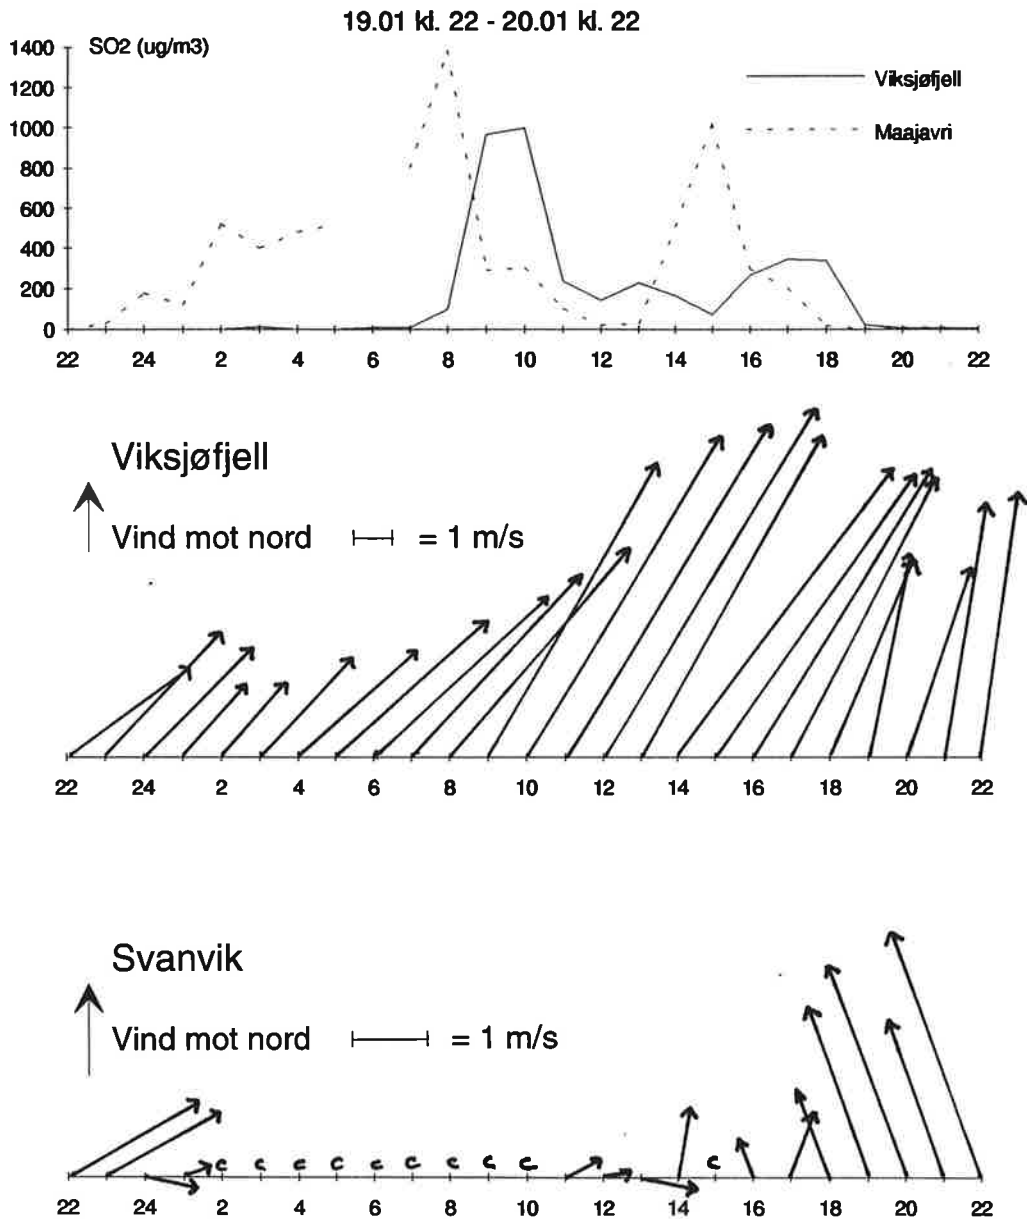 19.01 kl. 22 - 20.01 kl. 22
SO2 (ug/m3)
1400
1200
1000
800
600
400
200
0
Viksjøfjell
Maajavri
22 24 2 4 6 8 10 12 14 16 18 20 22
Viksjøfjell
Vind mot nord = 1 m/s
22 24 2 4 6 8 10 12 14 16 18 20 22
Svanvik
Vind mot nord = 1 m/s
c c c c c c c c c c
22 24 2 4 6 8 10 12 14 16 18 20 22